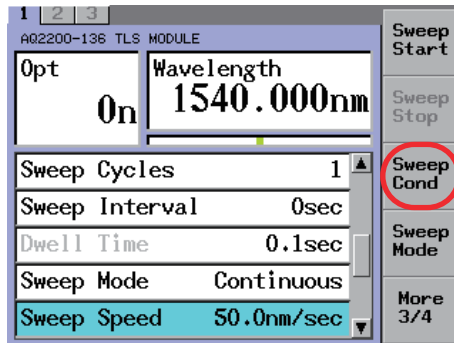 1 2 3
AQ2200-136 TLS MODULE
Opt
On
Wavelength
1540.000nm
Sweep Cycles 1
Sweep Interval 0sec
Dwell Time 0.1sec
Sweep Mode Continuous
Sweep Speed 50.0nm/sec
Sweep
Start
Sweep
Stop
Sweep
Cond
Sweep
Mode
More
3/4